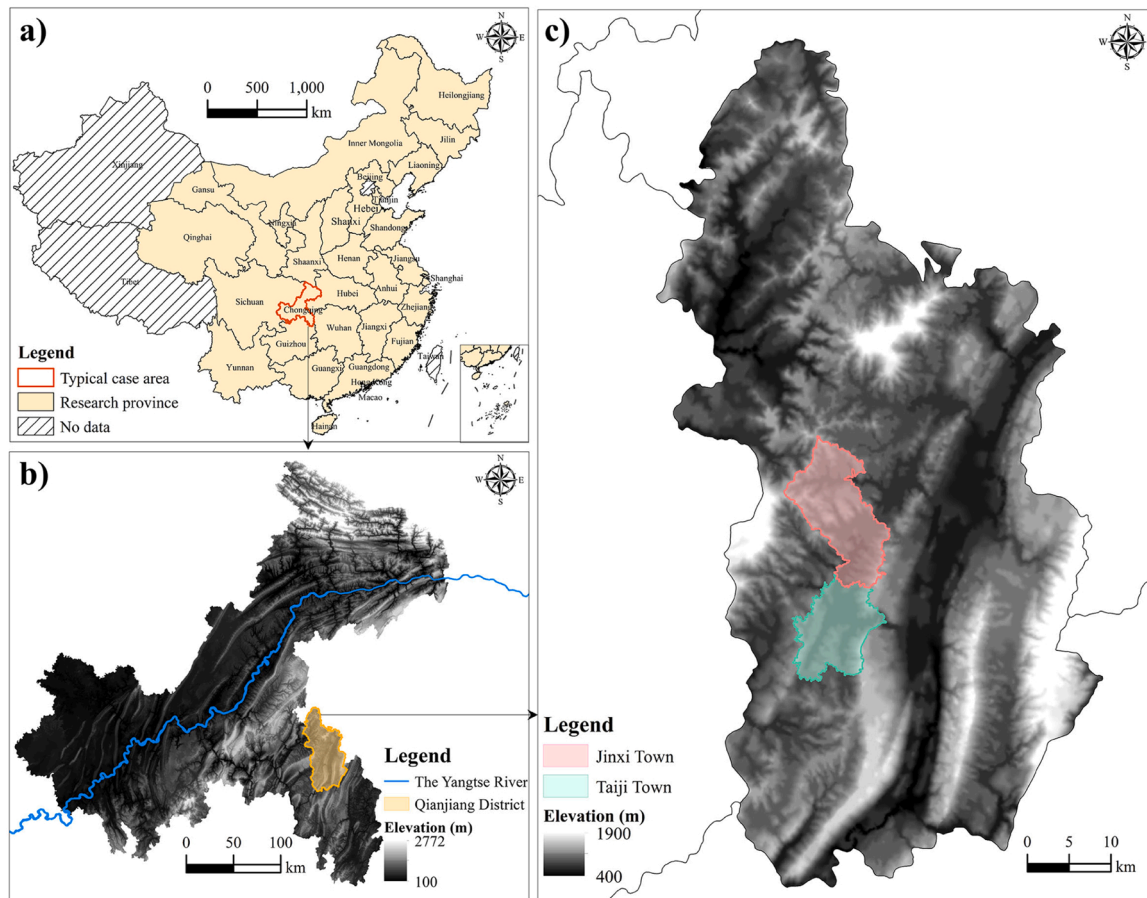 a)
N
W E
S
0 500 1,000
km
Heilongjiang
Jilin
Inner Mongolia
Liaoning
Beijing
Tianjin
Hebei
Xinjiang
Gansu
Ningxia
Shanxi
Shandong
Qinghai
Shaanxi
Henan
Jiangsu
Shanghai
Tibet
Anhui
Sichuan
Chongqing
Hubei
Zhejiang
Wuhan
Jiangxi
Guizhou
Fujian
Taiwan
Yunnan
Guangxi
Guangdong
HongKong
Macao
Hainan
Legend
Typical case area
Research province
No data
b)
N
W E
S
Legend
The Yangtse River
Qianjiang District
Elevation (m)
2772
100
0 50 100
km
c)
N
W E
S
Legend
Jinxi Town
Taiji Town
Elevation (m)
1900
400
0 5 10
km